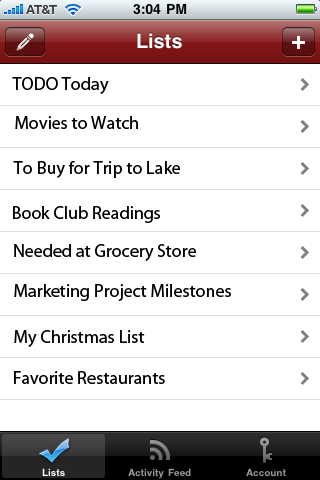 AT&T 3:04 PM
Lists
TODO Today
Movies to Watch
To Buy for Trip to Lake
Book Club Readings
Needed at Grocery Store
Marketing Project Milestones
My Christmas List
Favorite Restaurants
Lists Activity Feed Account